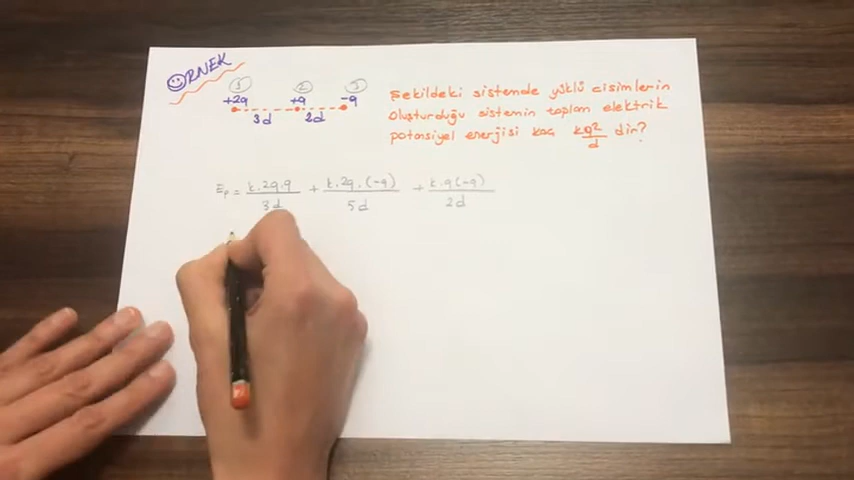 ÖRNEK
1 2 3
+2q +q -q
3d 2d
Şekildeki sistemde yüklü cisimlerin
oluşturduğu sistemin toplam elektrik
potansiyel enerjisi kaç kq²/d dir?
Ep = k.2q.q/3d + k.2q.(-q)/5d + k.q(-q)/2d